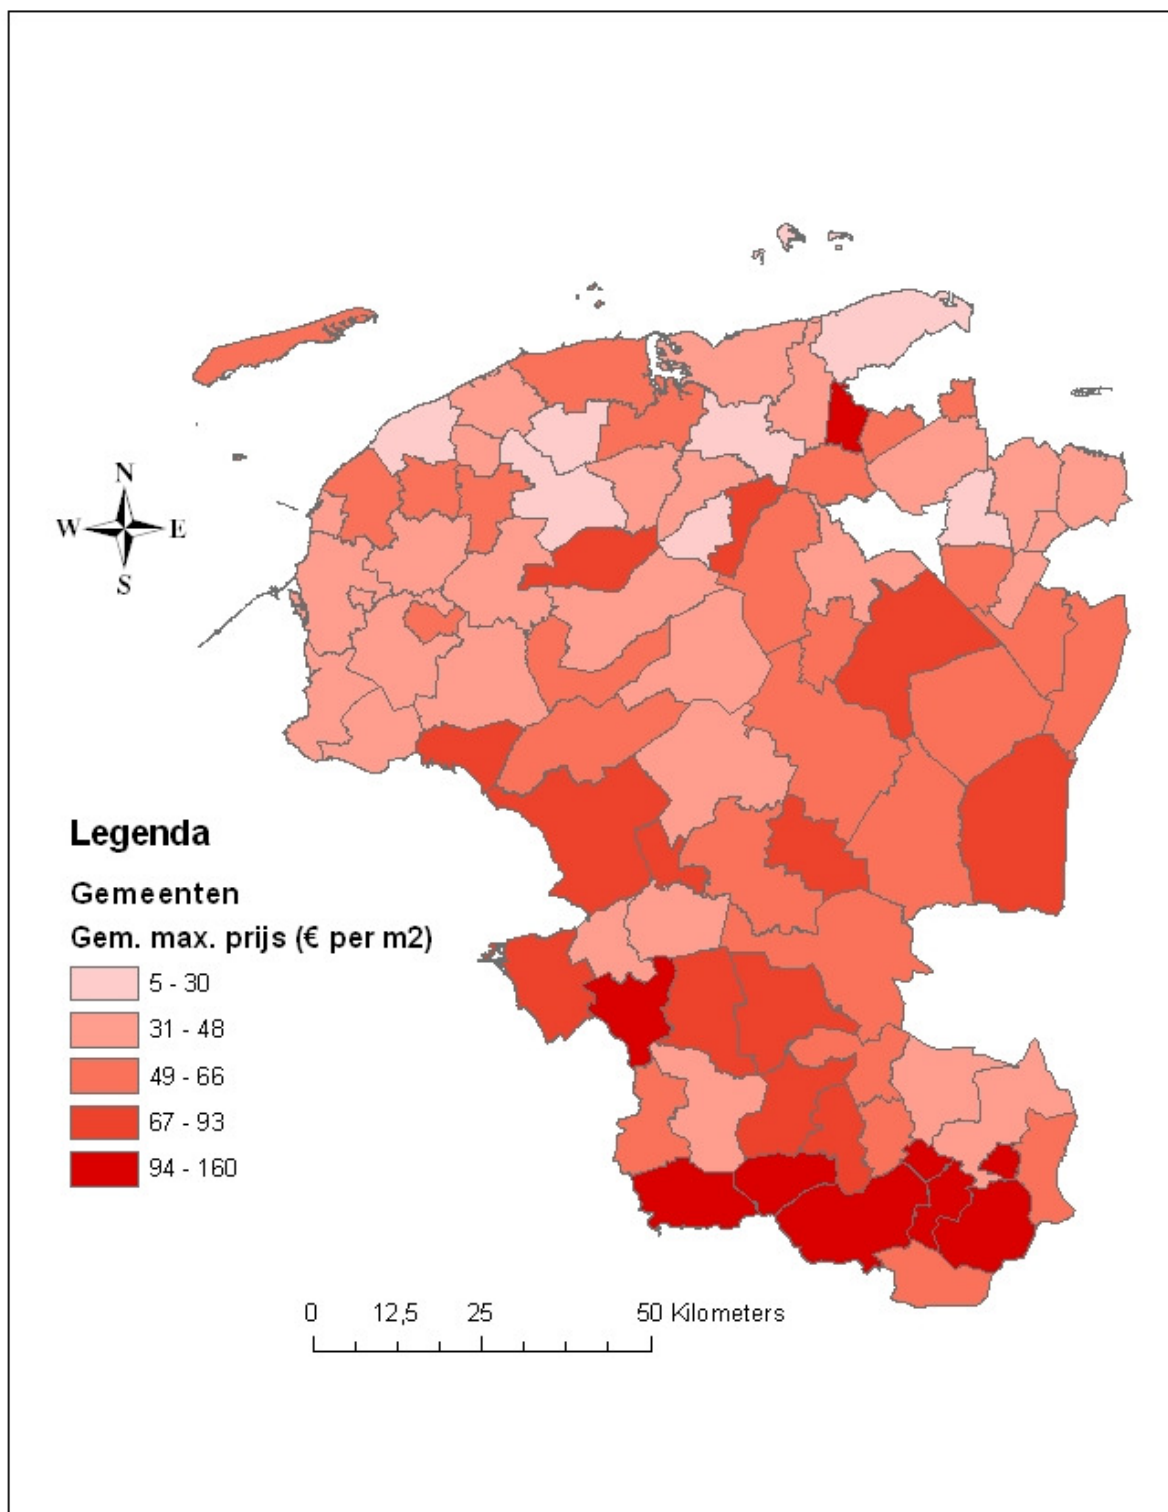 N
W E
S
Legenda
Gemeenten
Gem. max. prijs (€ per m2)
5 - 30
31 - 48
49 - 66
67 - 93
94 - 160
0 12,5 25 50 Kilometers